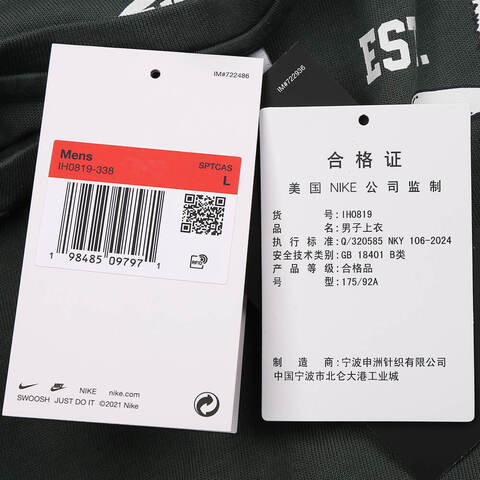 IM#722486
Mens
IH0819-338
SPTCAS
L
1 98485 09797 1
RFID
NIKE nike.com
SWOOSH JUST DO IT ©2021 NIKE
EST.
IM#722936
合格证
美国 NIKE 公司监制
货 号:IH0819
品 名:男子上衣
执行标准:Q/320585 NKY 106-2024
安全技术类别:GB 18401 B类
产品等级:合格品
号 型:175/92A
制造商:宁波申洲针织有限公司
中国宁波市北仑大港工业城